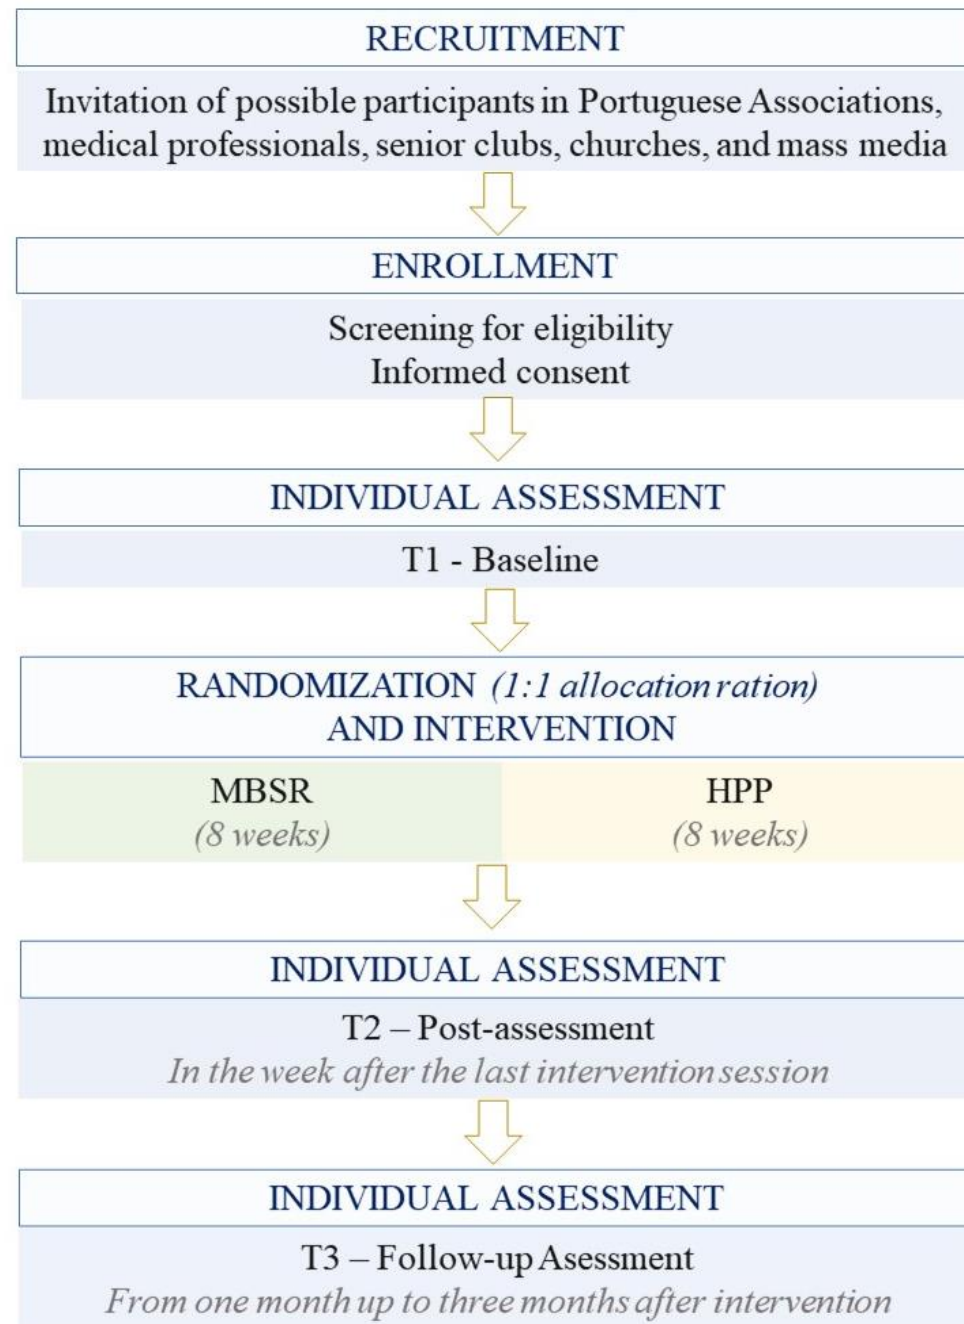 RECRUITMENT
Invitation of possible participants in Portuguese Associations,
medical professionals, senior clubs, churches, and mass media
ENROLLMENT
Screening for eligibility
Informed consent
INDIVIDUAL ASSESSMENT
T1 - Baseline
RANDOMIZATION (1:1 allocation ration)
AND INTERVENTION
MBSR
(8 weeks)
HPP
(8 weeks)
INDIVIDUAL ASSESSMENT
T2 – Post-assessment
In the week after the last intervention session
INDIVIDUAL ASSESSMENT
T3 – Follow-up Asessment
From one month up to three months after intervention